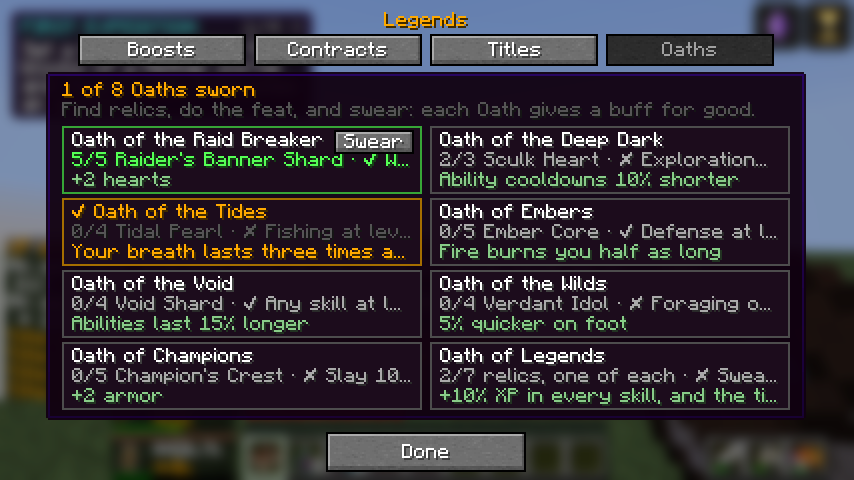 Legends
Boosts
Contracts
Titles
Oaths
1 of 8 Oaths sworn
Find relics, do the feat, and swear: each Oath gives a buff for good.
Oath of the Raid Breaker
Swear
5/5 Raider's Banner Shard · ✔ W...
+2 hearts
Oath of the Deep Dark
2/3 Sculk Heart · ✘ Exploration...
Ability cooldowns 10% shorter
✔ Oath of the Tides
0/4 Tidal Pearl · ✘ Fishing at lev...
Your breath lasts three times a...
Oath of Embers
0/5 Ember Core · ✔ Defense at l...
Fire burns you half as long
Oath of the Void
0/4 Void Shard · ✔ Any skill at l...
Abilities last 15% longer
Oath of the Wilds
0/4 Verdant Idol · ✘ Foraging o...
5% quicker on foot
Oath of Champions
0/5 Champion's Crest · ✘ Slay 10...
+2 armor
Oath of Legends
2/7 relics, one of each · ✘ Swea...
+10% XP in every skill, and the ti...
Done